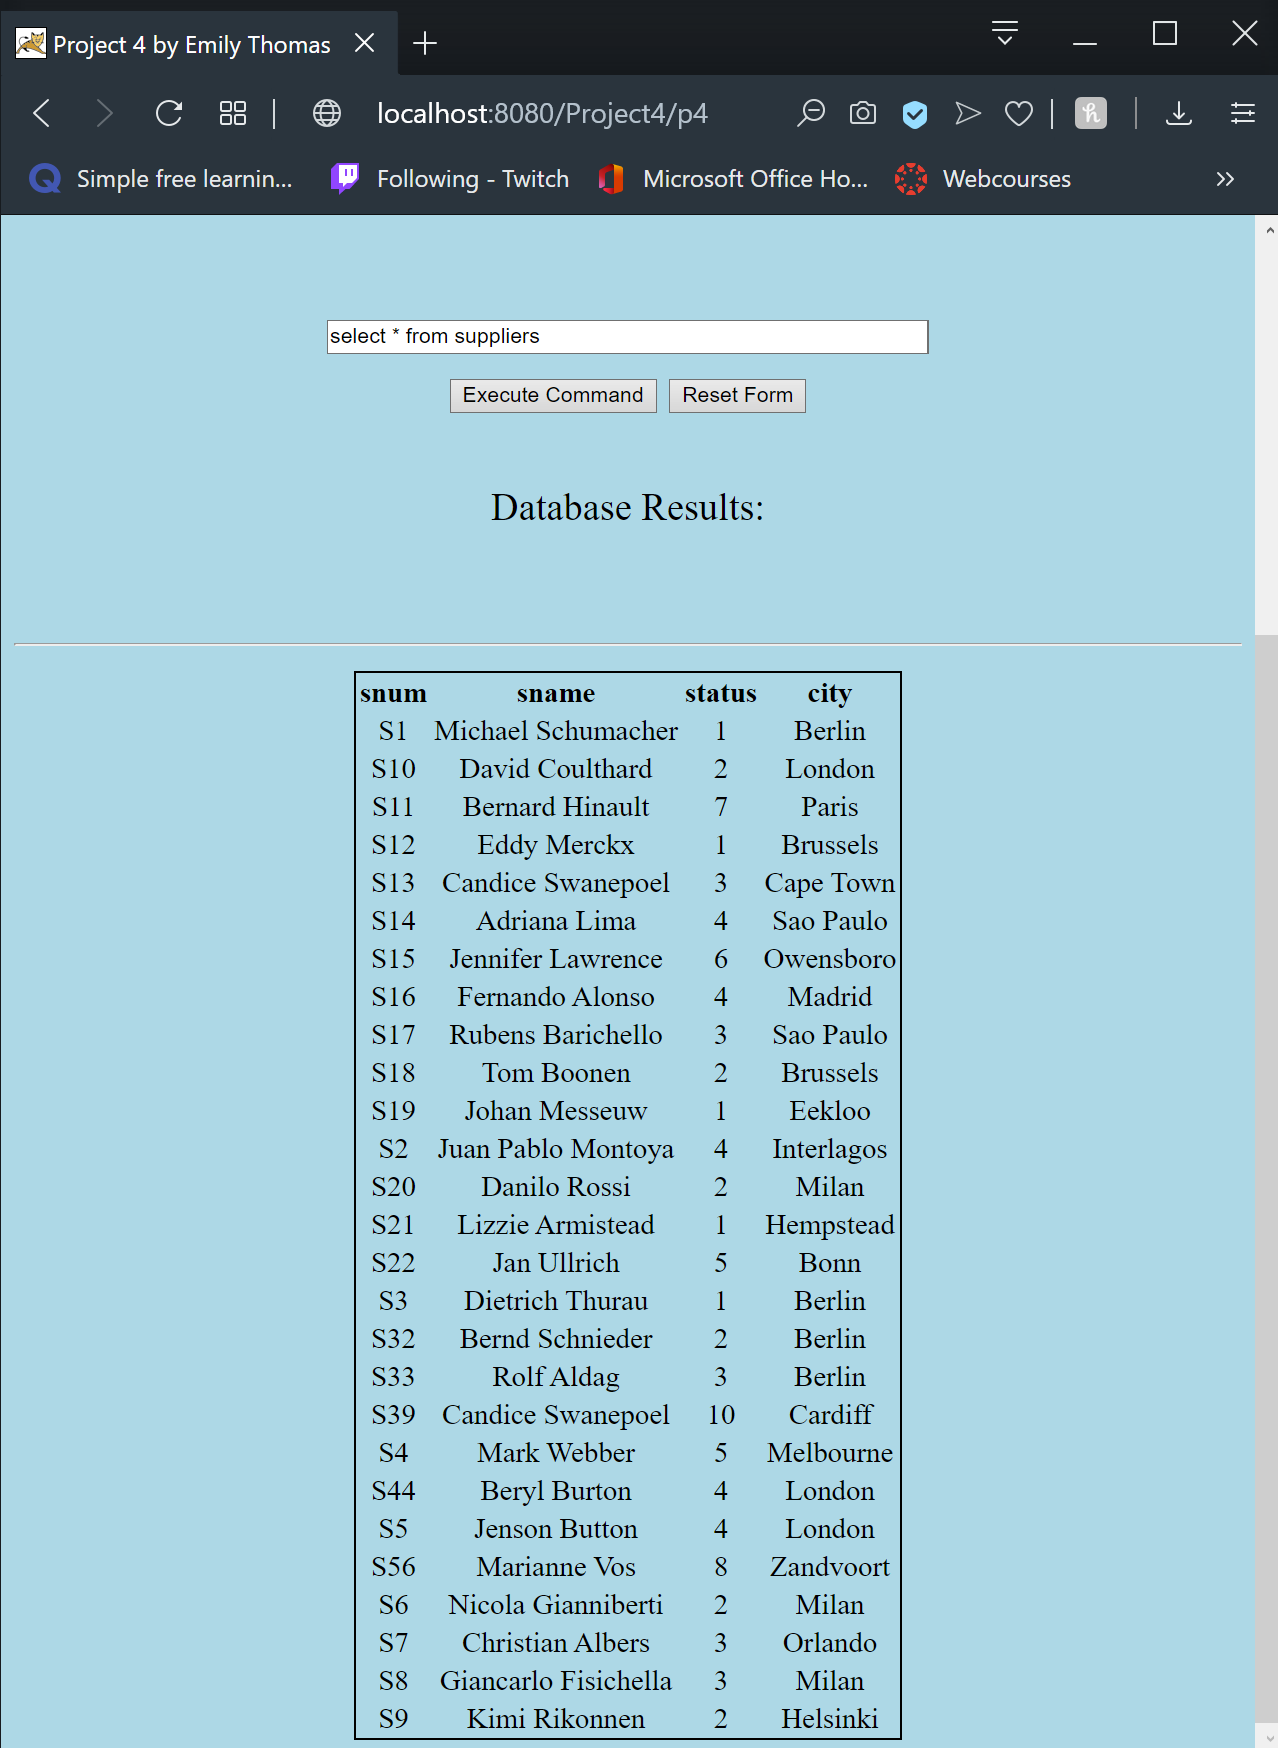 Project 4 by Emily Thomas
localhost:8080/Project4/p4
Simple free learnin... Following - Twitch Microsoft Office Ho... Webcourses
select * from suppliers
Execute Command Reset Form
Database Results:
snum sname status city
S1 Michael Schumacher 1 Berlin
S10 David Coulthard 2 London
S11 Bernard Hinault 7 Paris
S12 Eddy Merckx 1 Brussels
S13 Candice Swanepoel 3 Cape Town
S14 Adriana Lima 4 Sao Paulo
S15 Jennifer Lawrence 6 Owensboro
S16 Fernando Alonso 4 Madrid
S17 Rubens Barichello 3 Sao Paulo
S18 Tom Boonen 2 Brussels
S19 Johan Messeuw 1 Eekloo
S2 Juan Pablo Montoya 4 Interlagos
S20 Danilo Rossi 2 Milan
S21 Lizzie Armistead 1 Hempstead
S22 Jan Ullrich 5 Bonn
S3 Dietrich Thurau 1 Berlin
S32 Bernd Schnieder 2 Berlin
S33 Rolf Aldag 3 Berlin
S39 Candice Swanepoel 10 Cardiff
S4 Mark Webber 5 Melbourne
S44 Beryl Burton 4 London
S5 Jenson Button 4 London
S56 Marianne Vos 8 Zandvoort
S6 Nicola Gianniberti 2 Milan
S7 Christian Albers 3 Orlando
S8 Giancarlo Fisichella 3 Milan
S9 Kimi Rikonnen 2 Helsinki